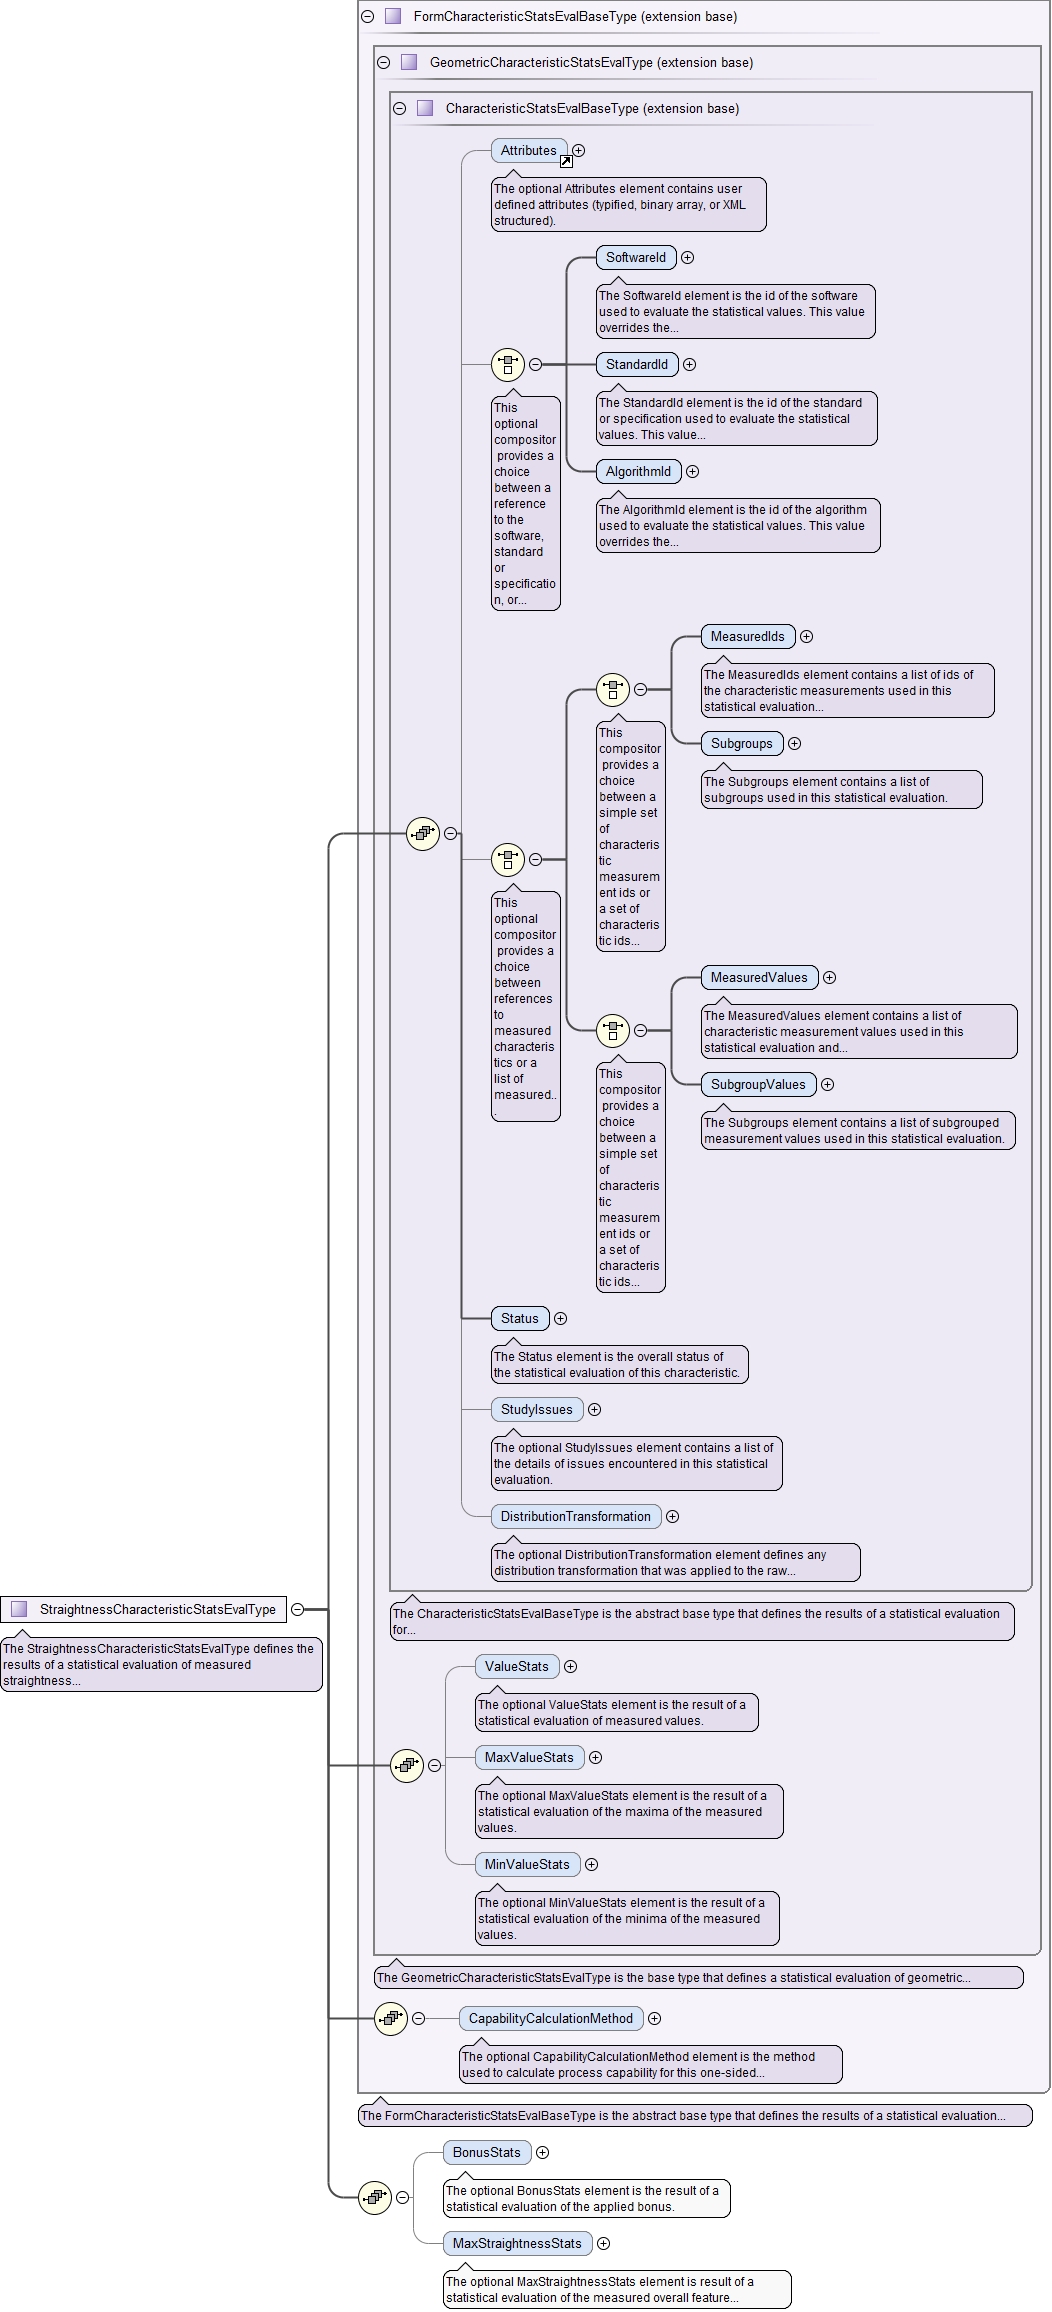 FormCharacteristicStatsEvalBaseType (extension base)
GeometricCharacteristicStatsEvalType (extension base)
CharacteristicStatsEvalBaseType (extension base)
Attributes
The optional Attributes element contains user
defined attributes (typified, binary array, or XML
structured).
SoftwareId
The SoftwareId element is the id of the software
used to evaluate the statistical values. This value
overrides the...
StandardId
The StandardId element is the id of the standard
or specification used to evaluate the statistical
values. This value...
AlgorithmId
The AlgorithmId element is the id of the algorithm
used to evaluate the statistical values. This value
overrides the...
This
optional
compositor
provides a
choice
between a
reference
to the
software,
standard
or
specificatio
n, or...
MeasuredIds
The MeasuredIds element contains a list of ids of
the characteristic measurements used in this
statistical evaluation...
Subgroups
The Subgroups element contains a list of
subgroups used in this statistical evaluation.
This
compositor
provides a
choice
between a
simple set
of
characteris
tic
measurem
ent ids or
a set of
characteris
tic ids...
This
optional
compositor
provides a
choice
between
references
to
measured
characteris
tics or a
list of
measured..
.
MeasuredValues
The MeasuredValues element contains a list of
characteristic measurement values used in this
statistical evaluation and...
SubgroupValues
The Subgroups element contains a list of subgrouped
measurement values used in this statistical evaluation.
This
compositor
provides a
choice
between a
simple set
of
characteris
tic
measurem
ent ids or
a set of
characteris
tic ids...
Status
The Status element is the overall status of
the statistical evaluation of this characteristic.
StudyIssues
The optional StudyIssues element contains a list of
the details of issues encountered in this statistical
evaluation.
DistributionTransformation
The optional DistributionTransformation element defines any
distribution transformation that was applied to the raw...
The CharacteristicStatsEvalBaseType is the abstract base type that defines the results of a statistical evaluation
for...
StraightnessCharacteristicStatsEvalType
The StraightnessCharacteristicStatsEvalType defines the
results of a statistical evaluation of measured
straightness...
ValueStats
The optional ValueStats element is the result of a
statistical evaluation of measured values.
MaxValueStats
The optional MaxValueStats element is the result of a
statistical evaluation of the maxima of the measured
values.
MinValueStats
The optional MinValueStats element is the result of a
statistical evaluation of the minima of the measured
values.
The GeometricCharacteristicStatsEvalType is the base type that defines a statistical evaluation of geometric...
CapabilityCalculationMethod
The optional CapabilityCalculationMethod element is the method
used to calculate process capability for this one-sided...
The FormCharacteristicStatsEvalBaseType is the abstract base type that defines the results of a statistical evaluation...
BonusStats
The optional BonusStats element is the result of a
statistical evaluation of the applied bonus.
MaxStraightnessStats
The optional MaxStraightnessStats element is result of a
statistical evaluation of the measured overall feature...